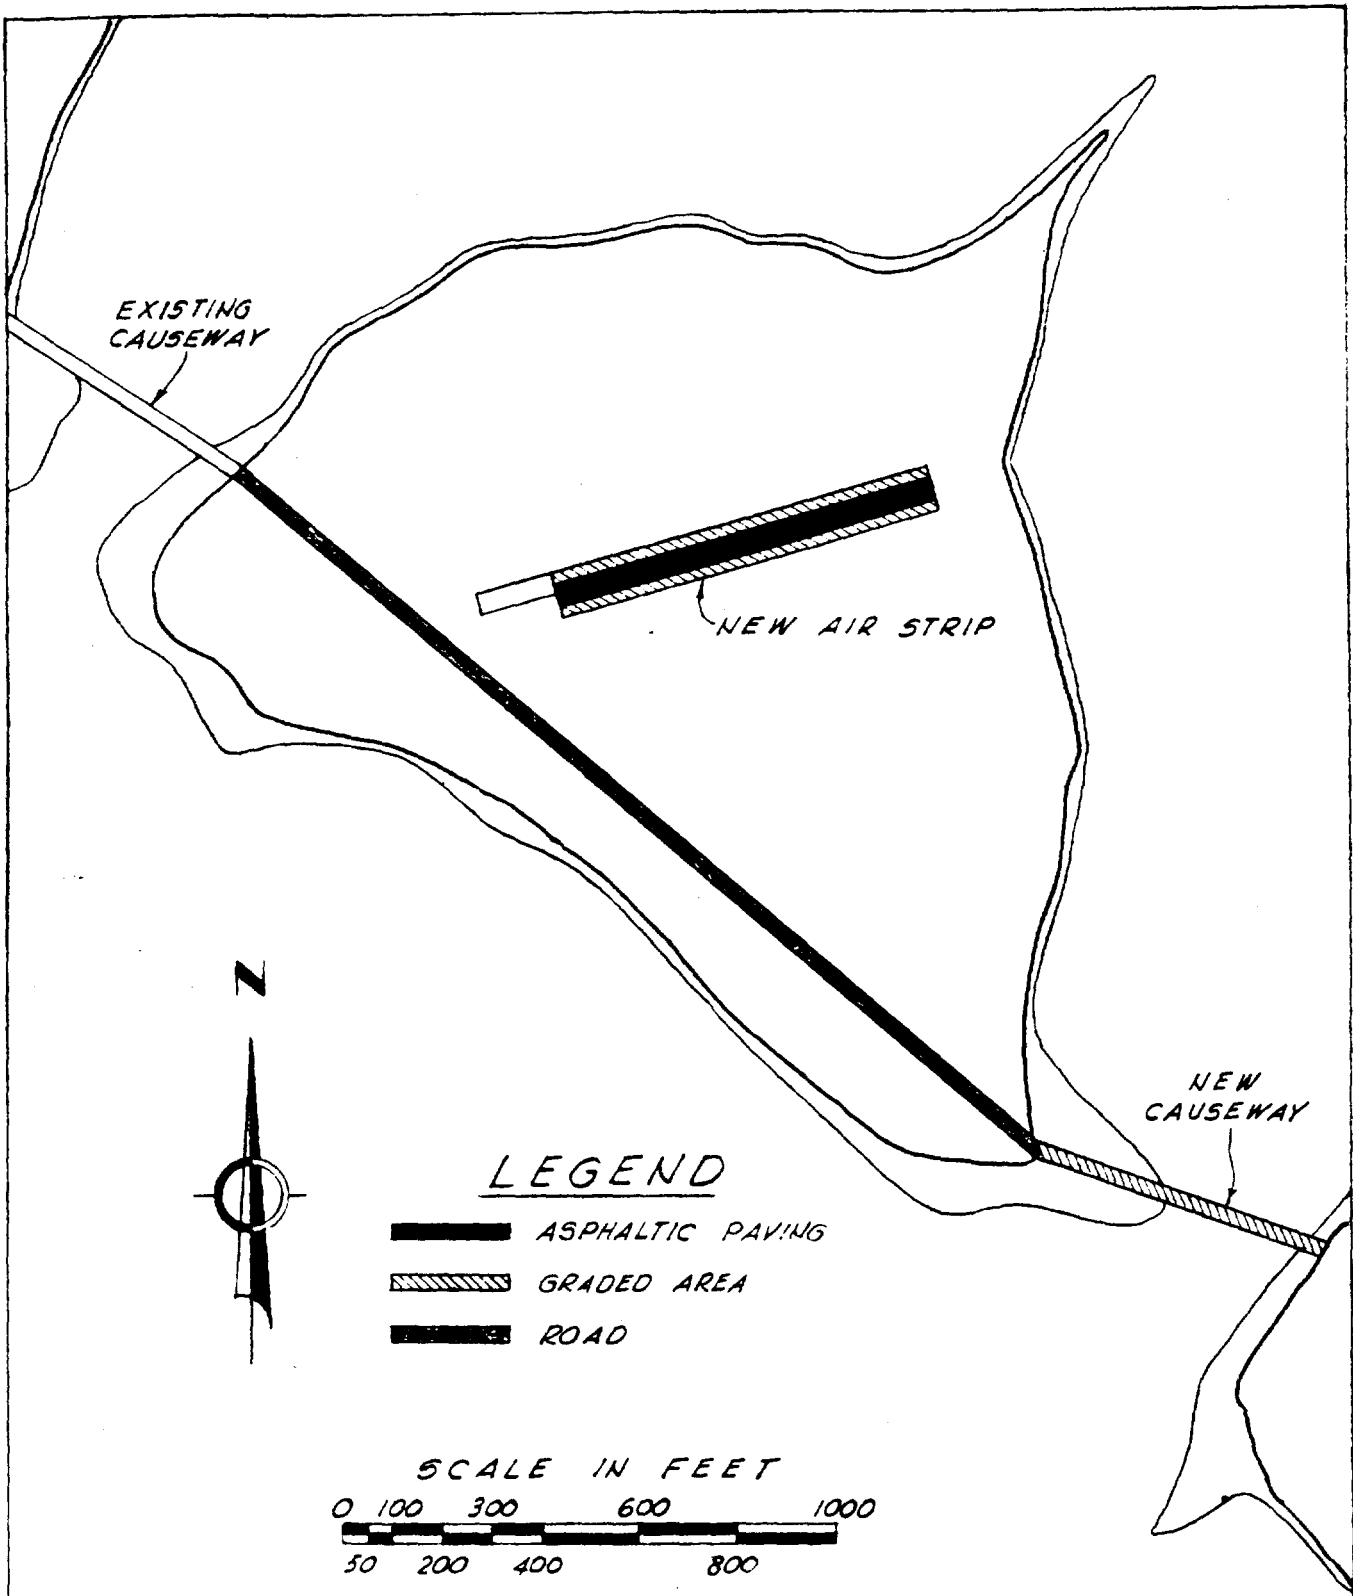 EXISTING
CAUSEWAY
NEW AIR STRIP
N
NEW
CAUSEWAY
LEGEND
ASPHALTIC PAVING
GRADED AREA
ROAD
SCALE IN FEET
0 100 300 600 1000
50 200 400 800